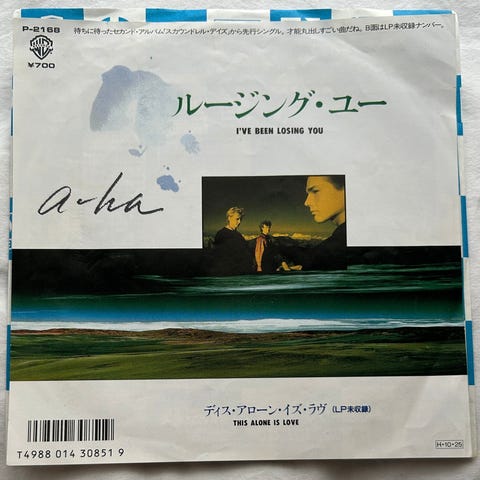 P-2168
待ちに待ったセカンド・アルバム「スカウンドレル・デイズ」から先行シングル。才能丸出しすごい曲だね。B面はLP未収録ナンバー。
¥700
ルージング・ユー
I'VE BEEN LOSING YOU
a-ha
ディス・アローン・イズ・ラヴ(LP未収録)
THIS ALONE IS LOVE
T4988 014 30851 9
H-10-25